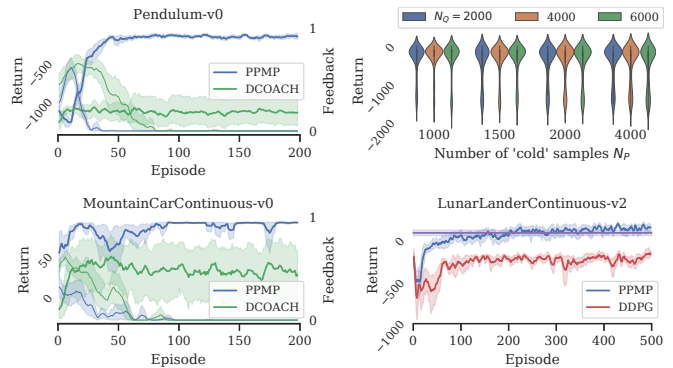 Pendulum-v0
Return
−500
−1000
1
0
Feedback
PPMP
DCOACH
0 50 100 150 200
Episode
N_Q = 2000 4000 6000
Return
0
−1000
−2000
1000 1500 2000 4000
Number of 'cold' samples N_P
MountainCarContinuous-v0
Return
50
0
1
0
Feedback
PPMP
DCOACH
0 50 100 150 200
Episode
LunarLanderContinuous-v2
Return
0
−500
−1000
PPMP
DDPG
0 100 200 300 400 500
Episode